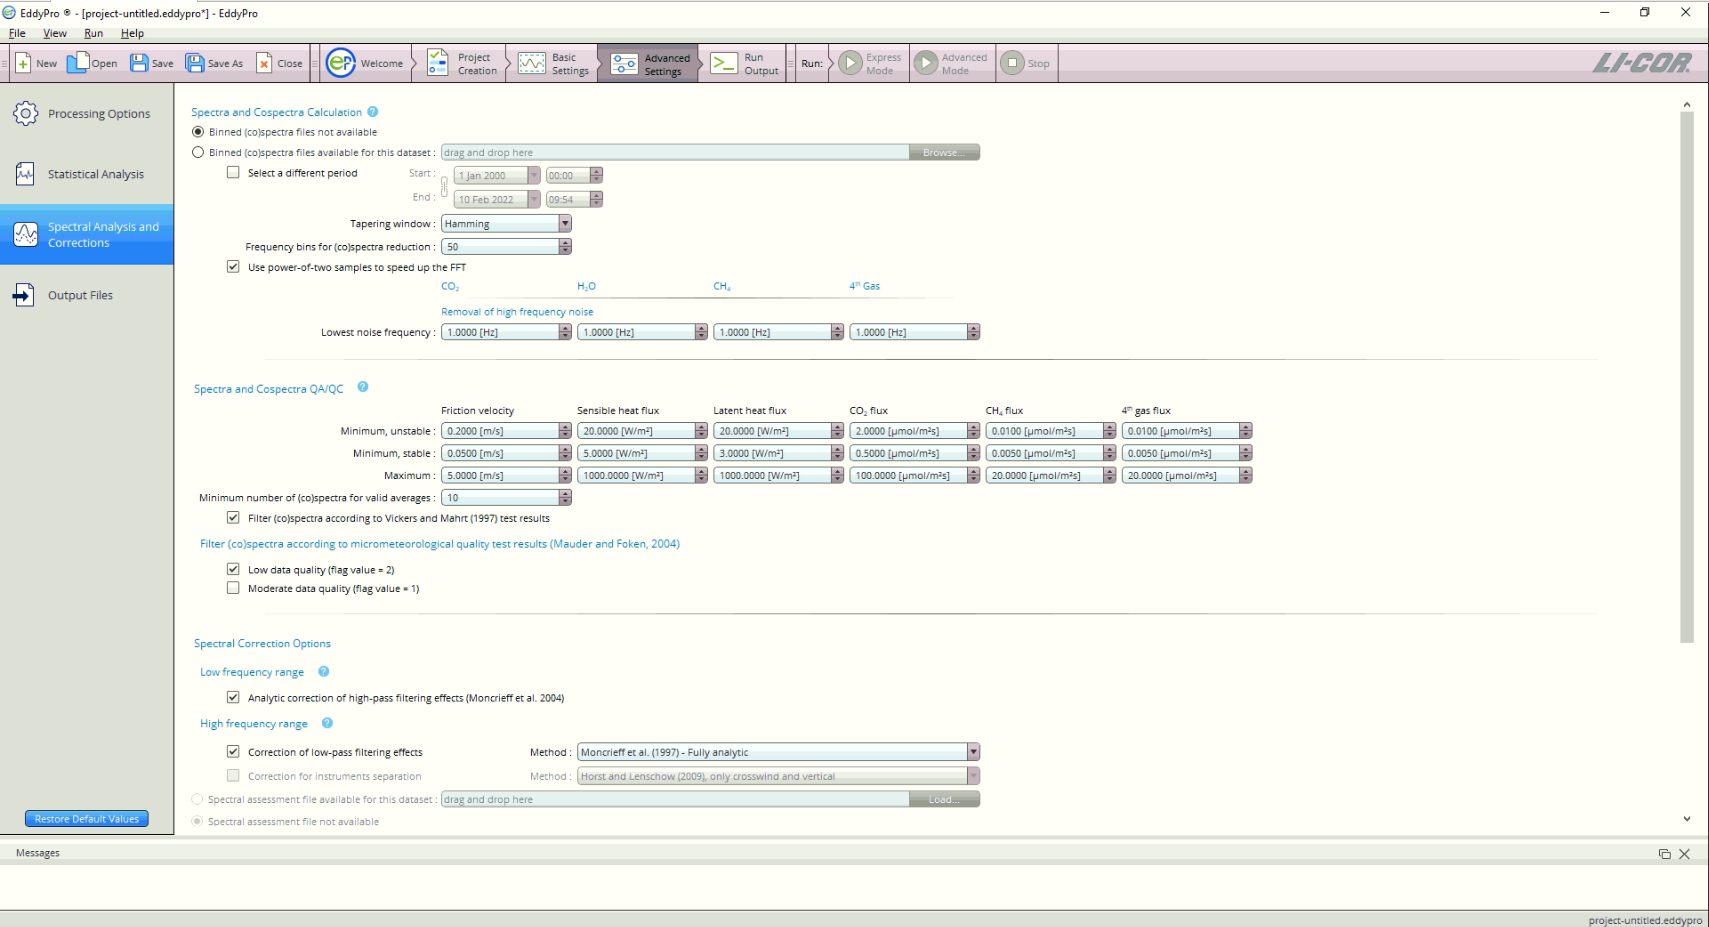 EddyPro ® - [project-untitled.eddypro*] - EddyPro
File View Run Help
New Open Save Save As Close Welcome Project Creation Basic Settings Advanced Settings Run Output Run: Express Mode Advanced Mode Stop LI-COR.
Processing Options
Statistical Analysis
Spectral Analysis and
Corrections
Output Files
Restore Default Values
Spectra and Cospectra Calculation ?
Binned (co)spectra files not available
Binned (co)spectra files available for this dataset : drag and drop here Browse...
Select a different period Start : 1 Jan 2000 00:00
End : 10 Feb 2022 09:54
Tapering window : Hamming
Frequency bins for (co)spectra reduction : 50
Use power-of-two samples to speed up the FFT
CO₂ H₂O CH₄ 4ᵗʰ Gas
Removal of high frequency noise
Lowest noise frequency : 1.0000 [Hz] 1.0000 [Hz] 1.0000 [Hz] 1.0000 [Hz]
Spectra and Cospectra QA/QC ?
Friction velocity Sensible heat flux Latent heat flux CO₂ flux CH₄ flux 4ᵗʰ gas flux
Minimum, unstable : 0.2000 [m/s] 20.0000 [W/m²] 20.0000 [W/m²] 2.0000 [µmol/m²s] 0.0100 [µmol/m²s] 0.0100 [µmol/m²s]
Minimum, stable : 0.0500 [m/s] 5.0000 [W/m²] 3.0000 [W/m²] 0.5000 [µmol/m²s] 0.0050 [µmol/m²s] 0.0050 [µmol/m²s]
Maximum : 5.0000 [m/s] 1000.0000 [W/m²] 1000.0000 [W/m²] 100.0000 [µmol/m²s] 20.0000 [µmol/m²s] 20.0000 [µmol/m²s]
Minimum number of (co)spectra for valid averages : 10
Filter (co)spectra according to Vickers and Mahrt (1997) test results
Filter (co)spectra according to micrometeorological quality test results (Mauder and Foken, 2004)
Low data quality (flag value = 2)
Moderate data quality (flag value = 1)
Spectral Correction Options
Low frequency range ?
Analytic correction of high-pass filtering effects (Moncrieff et al. 2004)
High frequency range ?
Correction of low-pass filtering effects Method : Moncrieff et al. (1997) - Fully analytic
Correction for instruments separation Method : Horst and Lenschow (2009), only crosswind and vertical
Spectral assessment file available for this dataset : drag and drop here Load...
Spectral assessment file not available
Messages
project-untitled.eddypro